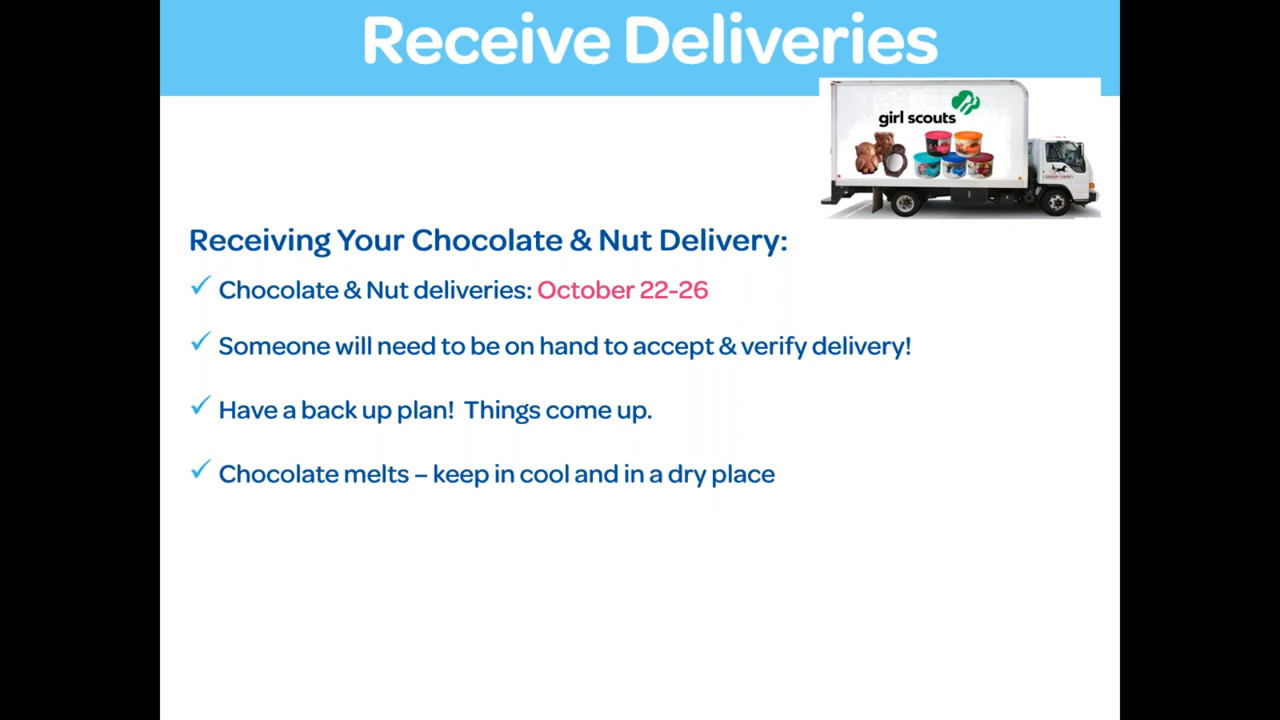 Receive Deliveries
girl scouts
Receiving Your Chocolate & Nut Delivery:
✓ Chocolate & Nut deliveries: October 22-26
✓ Someone will need to be on hand to accept & verify delivery!
✓ Have a back up plan!  Things come up.
✓ Chocolate melts – keep in cool and in a dry place